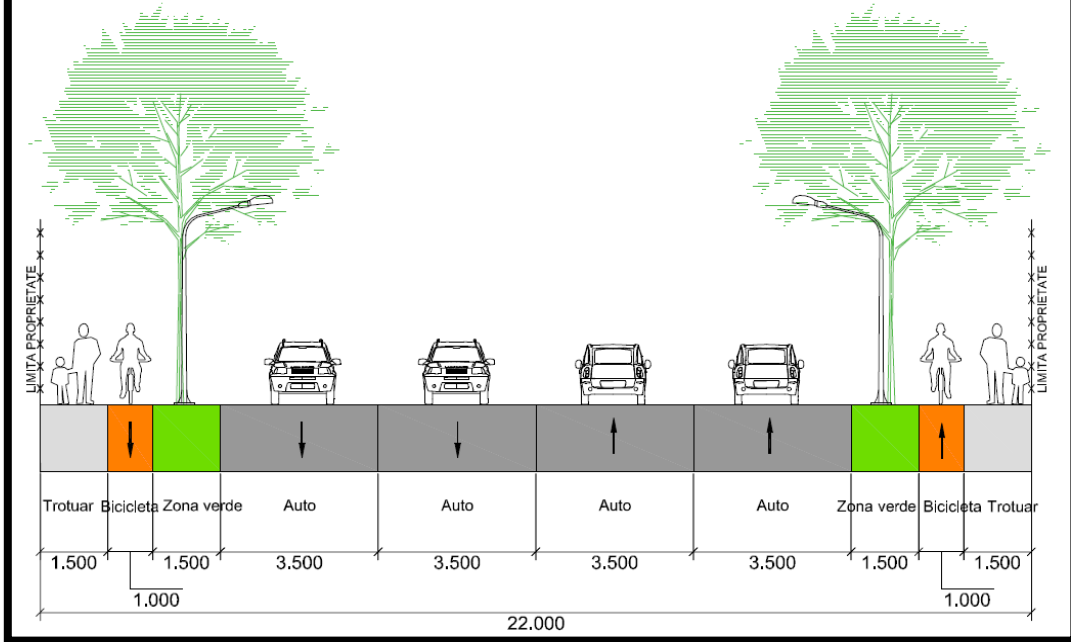 LIMITA PROPRIETATE
LIMITA PROPRIETATE
Trotuar Bicicleta Zona verde Auto Auto Auto Auto Zona verde Bicicleta Trotuar
1.500 1.500 3.500 3.500 3.500 3.500 1.500 1.500
1.000 1.000
22.000